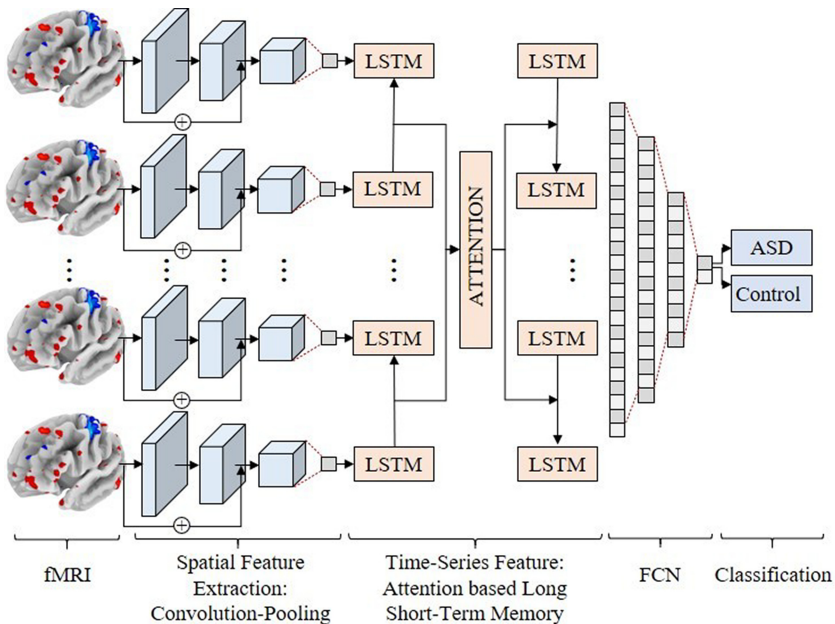 LSTM
LSTM
LSTM
LSTM
ATTENTION
LSTM
LSTM
LSTM
LSTM
ASD
Control
fMRI
Spatial Feature
Extraction:
Convolution-Pooling
Time-Series Feature:
Attention based Long
Short-Term Memory
FCN
Classification